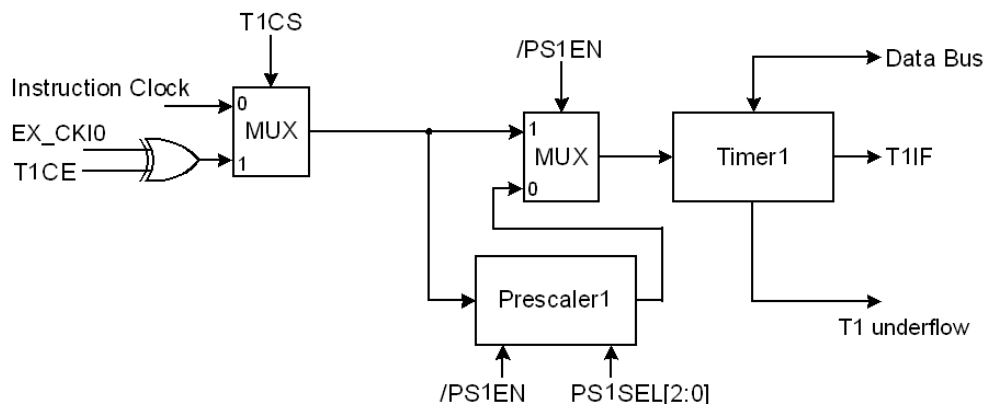 T1CS
/PS1EN
Instruction Clock
0
MUX
EX_CKI0
T1CE
1
1
MUX
0
Timer1
Data Bus
T1IF
T1 underflow
Prescaler1
/PS1EN
PS1SEL[2:0]